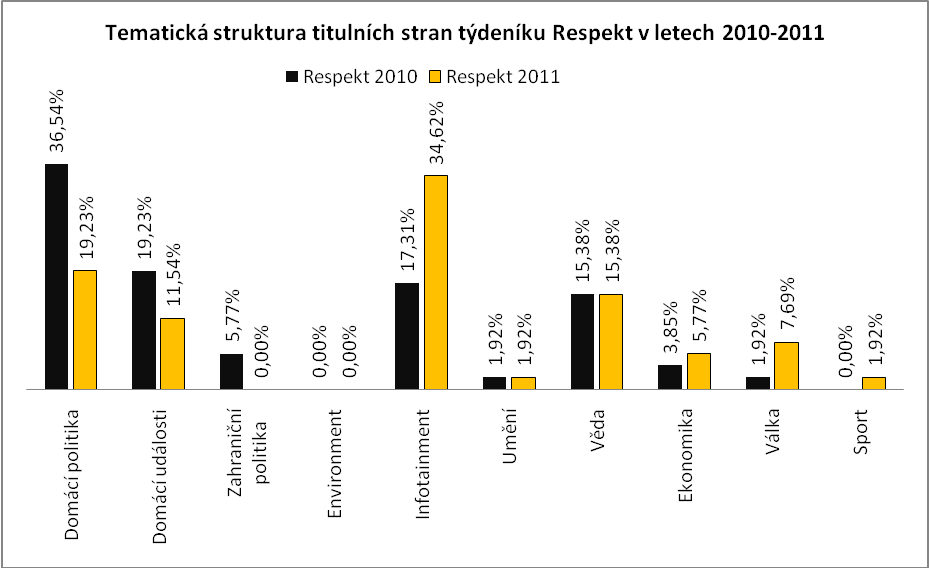 Tematická struktura titulních stran týdeníku Respekt v letech 2010-2011
Respekt 2010
Respekt 2011
36,54%
19,23%
19,23%
11,54%
5,77%
0,00%
0,00%
0,00%
17,31%
34,62%
1,92%
1,92%
15,38%
15,38%
3,85%
5,77%
1,92%
7,69%
0,00%
1,92%
Domácí politika
Domácí události
Zahraniční
politika
Environment
Infotainment
Umění
Věda
Ekonomika
Válka
Sport